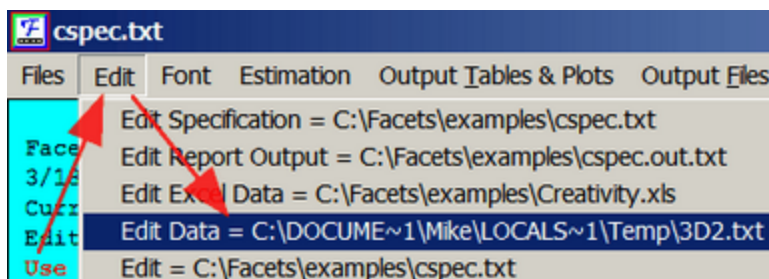 cspec.txt
Files Edit Font Estimation Output Tables & Plots Output Files
Edit Specification = C:\Facets\examples\cspec.txt
Face
Edit Report Output = C:\Facets\examples\cspec.out.txt
3/18
Edit Excel Data = C:\Facets\examples\Creativity.xls
Curr
Edit Data = C:\DOCUME~1\Mike\LOCALS~1\Temp\3D2.txt
Edit
Edit = C:\Facets\examples\cspec.txt
Use